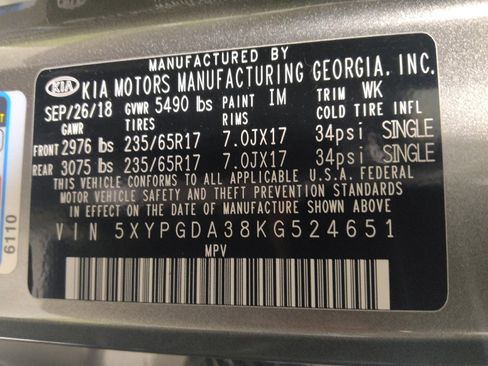 MANUFACTURED BY
KIA KIA MOTORS MANUFACTURING GEORGIA, INC.
SEP/26/18 GVWR 5490 lbs PAINT IM TRIM WK
GAWR TIRES RIMS COLD TIRE INFL
FRONT 2976 lbs 235/65R17 7.0JX17 34psi SINGLE
REAR 3075 lbs 235/65R17 7.0JX17 34psi SINGLE
THIS VEHICLE CONFORMS TO ALL APPLICABLE U.S.A. FEDERAL
MOTOR VEHICLE SAFETY AND THEFT PREVENTION STANDARDS
IN EFFECT ON THE DATE OF MANUFACTURE SHOWN ABOVE.
VIN 5XYPGDA38KG524651
MPV
6110